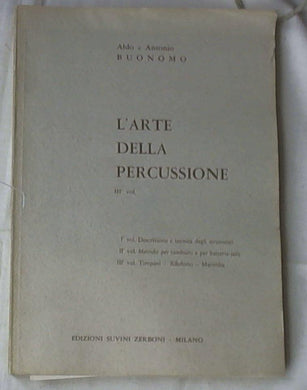 Aldo e Antonio
BUONOMO
L'ARTE
DELLA
PERCUSSIONE
III° vol.
I° vol. Descrizione e tecnica degli strumenti
II° vol. Metodo per tamburo e per batteria-jazz
III° vol. Timpani - Xilofono - Marimba
EDIZIONI SUVINI ZERBONI - MILANO